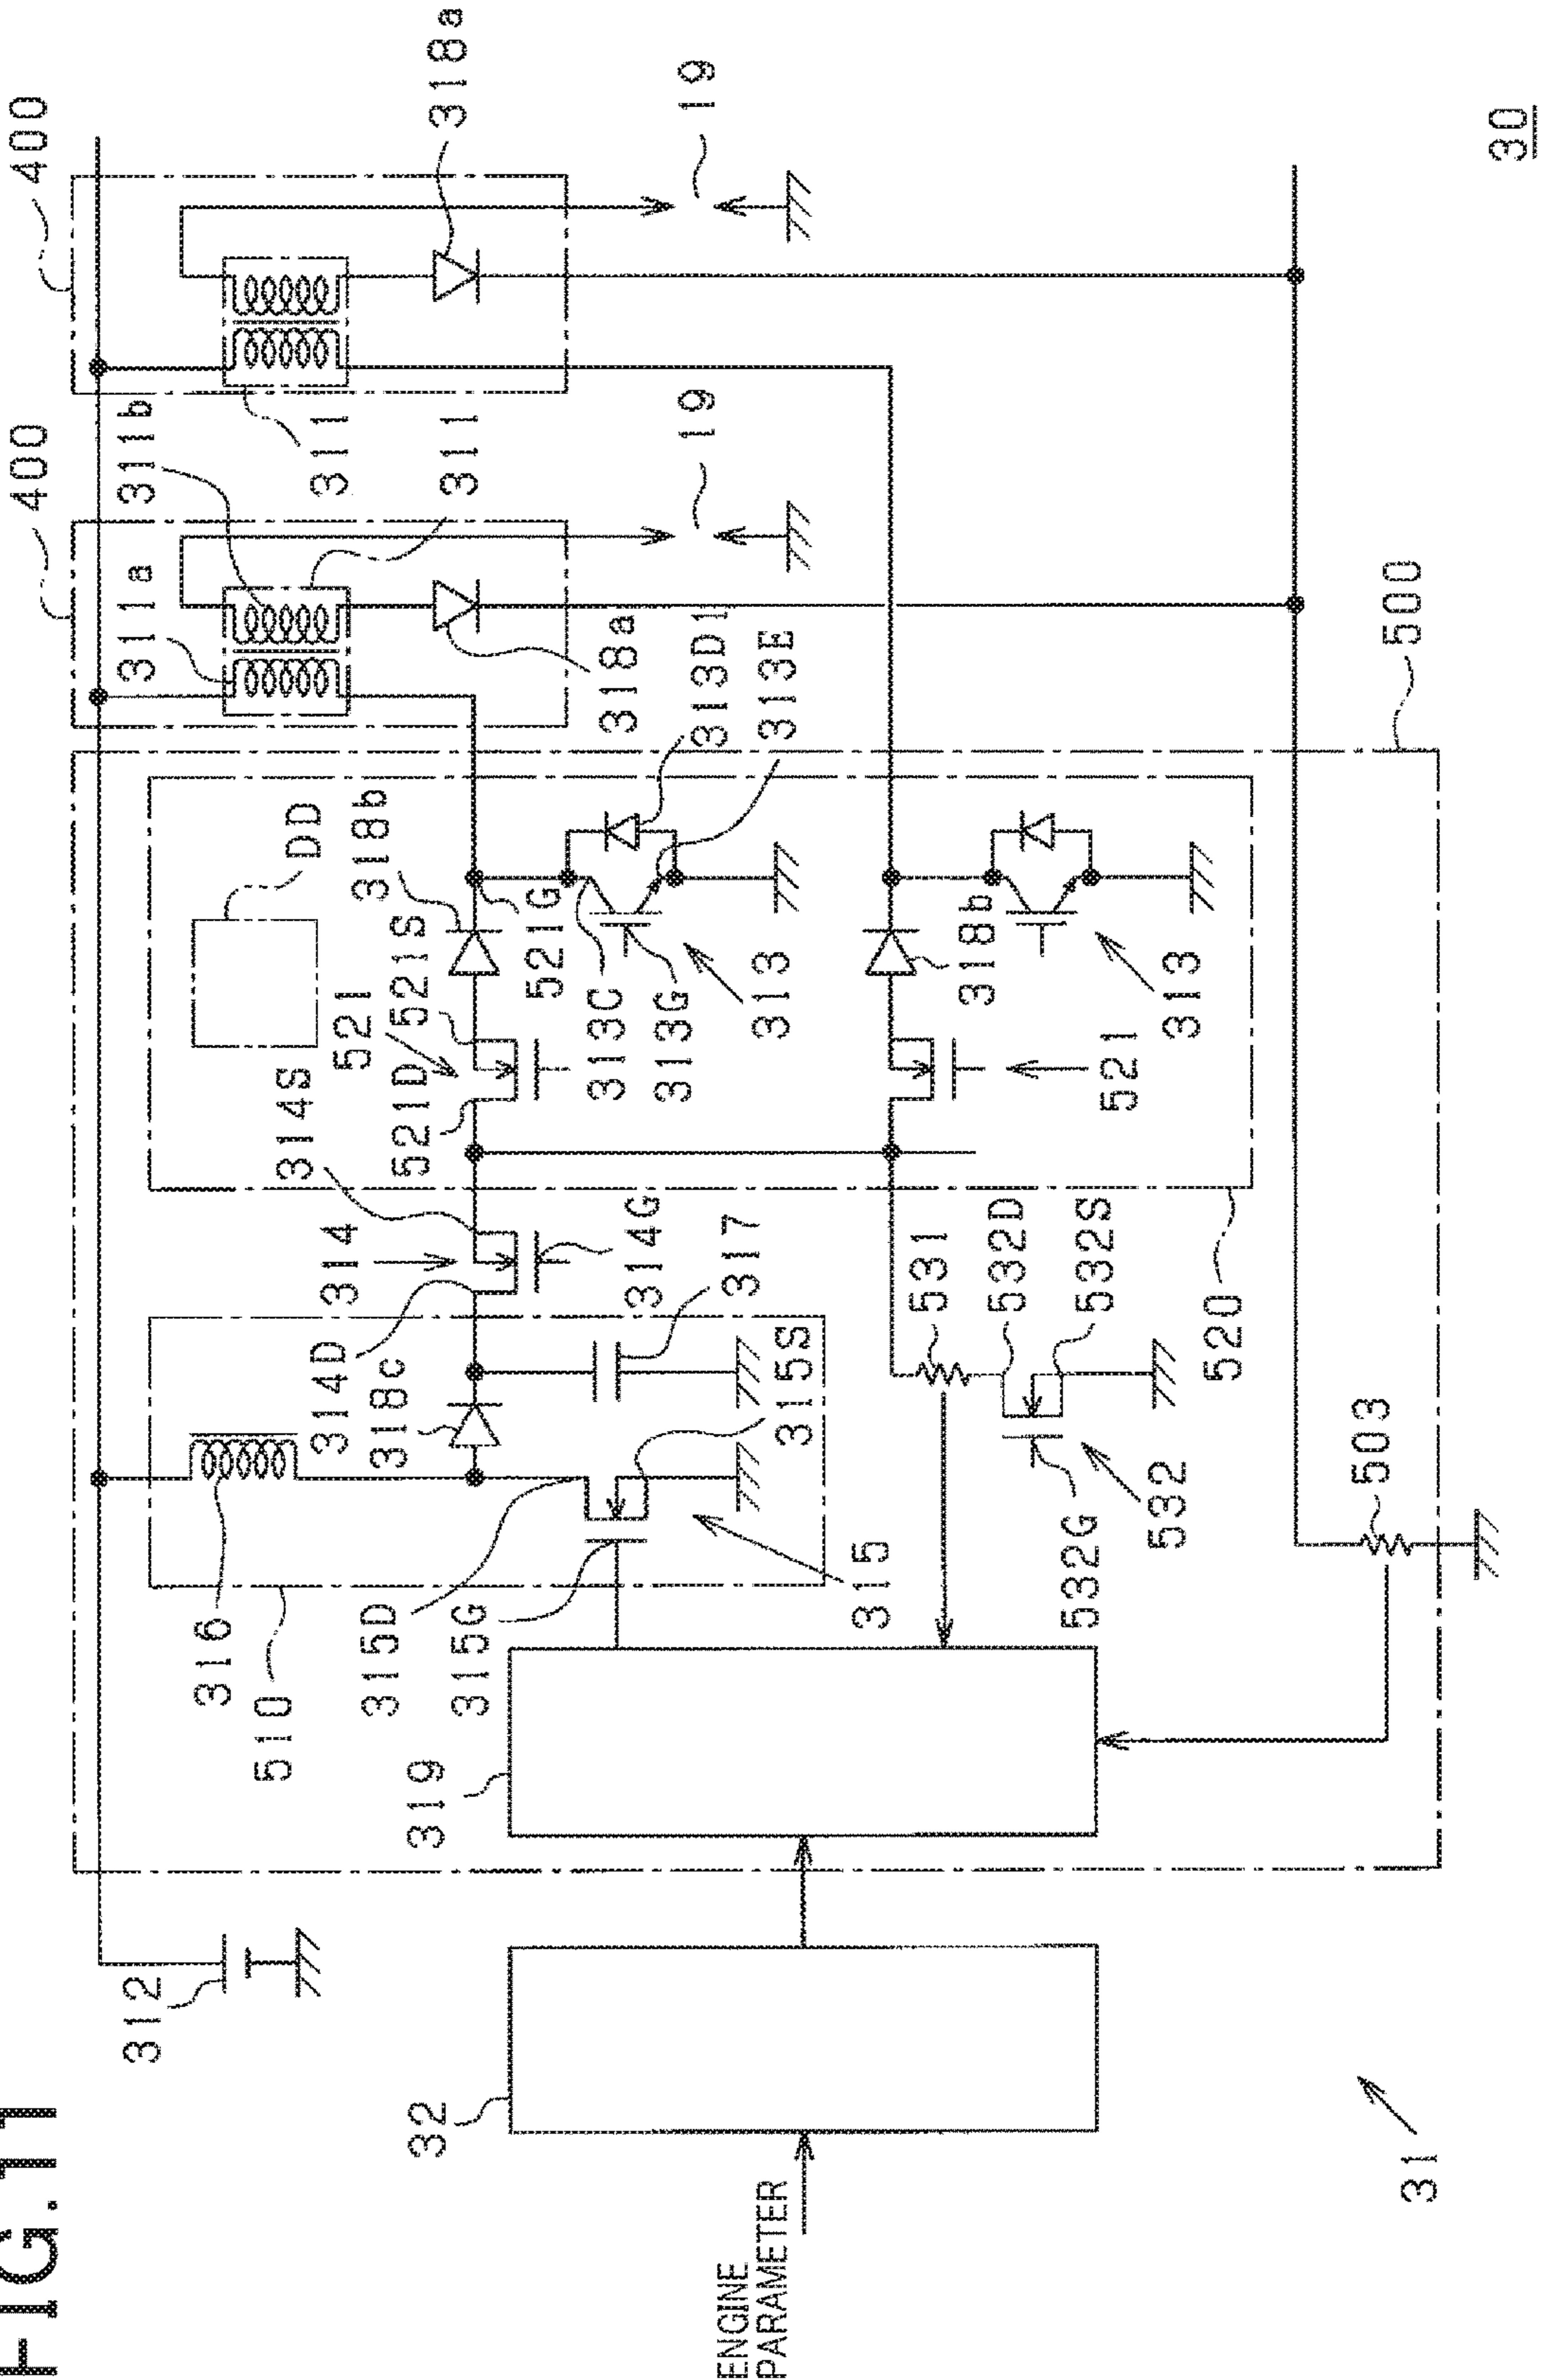 FIG.11
400
400
311a
311b
318a
312
316
510
314S
DD
318b
311
311
314
521
521S
521D
314D
318c
318a
19
19
319
315D
315G
314G
317
521G
313C
313G
313D1
313E
313
32
315S
315
531
532D
532S
318b
313
521
532G
532
520
503
500
ENGINE
PARAMETER
31
30